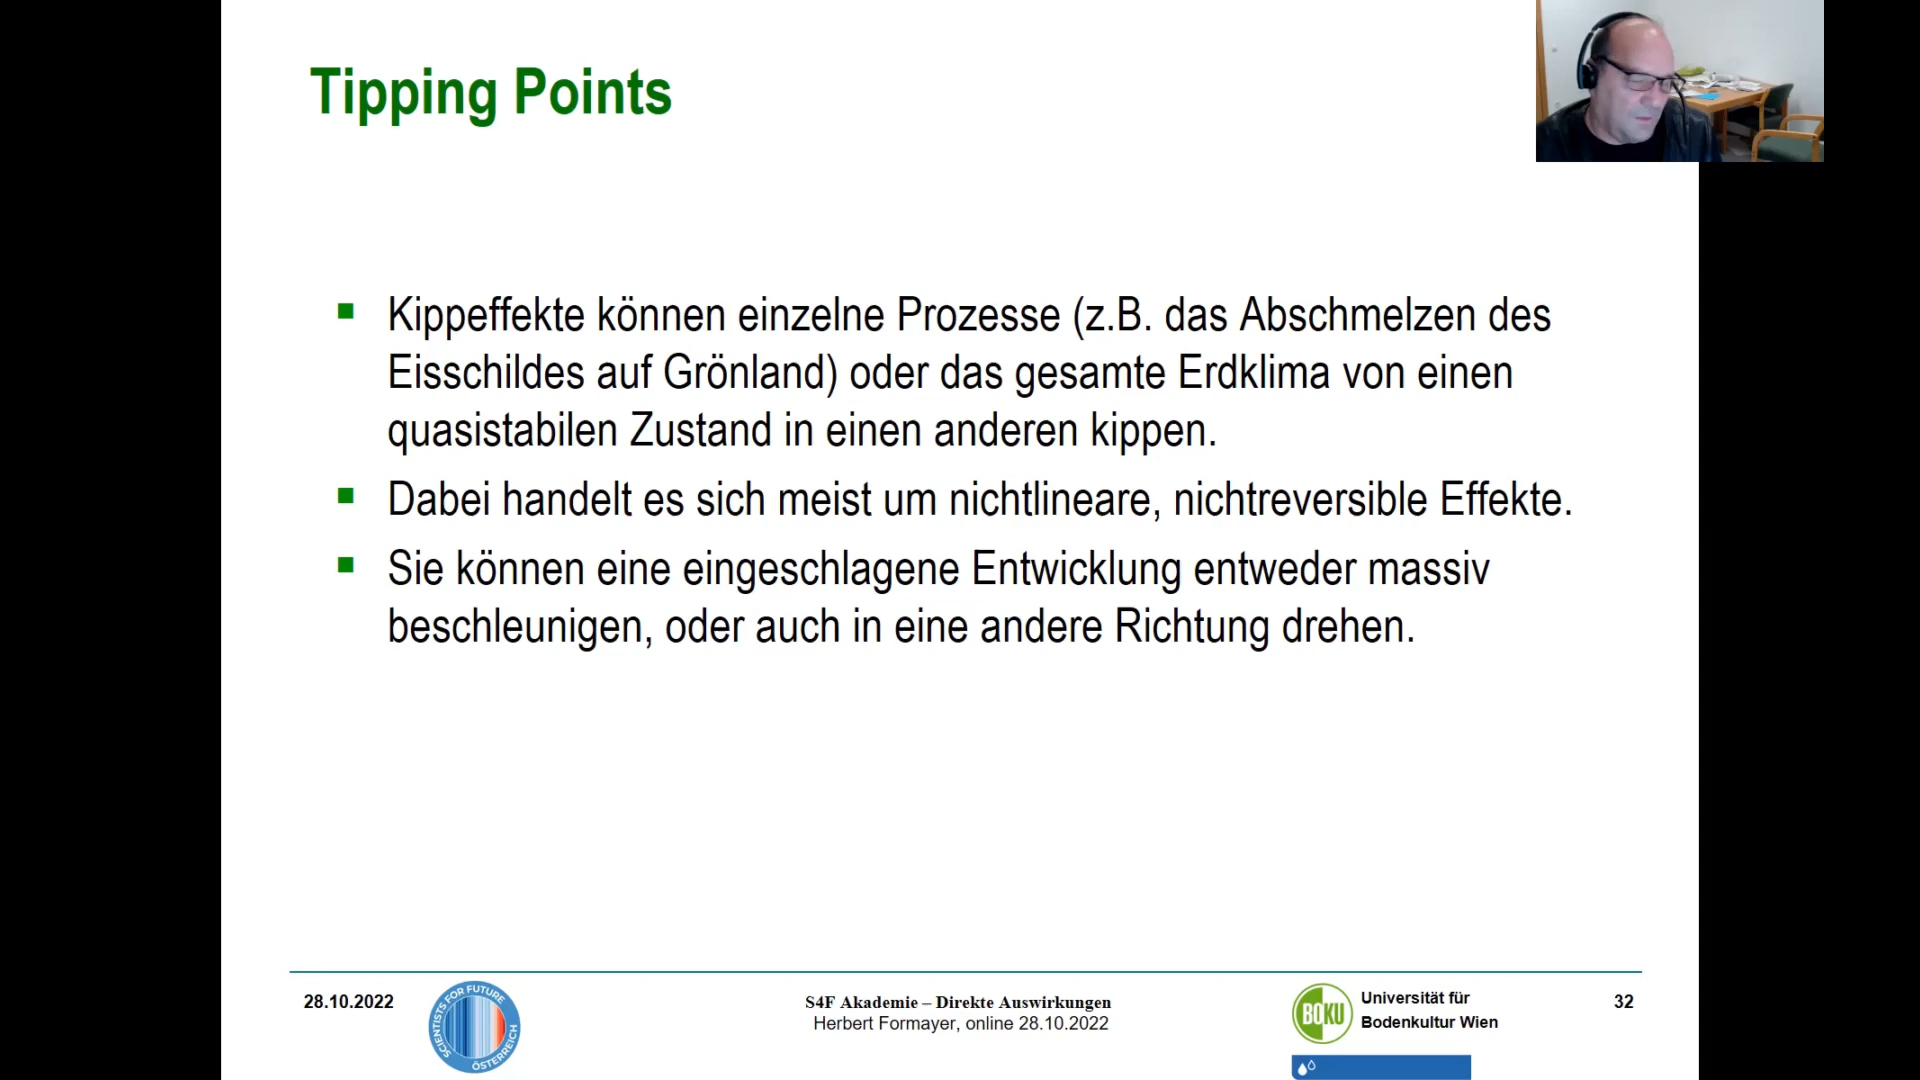 Tipping Points
Kippeffekte können einzelne Prozesse (z.B. das Abschmelzen des
Eisschildes auf Grönland) oder das gesamte Erdklima von einen
quasistabilen Zustand in einen anderen kippen.
Dabei handelt es sich meist um nichtlineare, nichtreversible Effekte.
Sie können eine eingeschlagene Entwicklung entweder massiv
beschleunigen, oder auch in eine andere Richtung drehen.
28.10.2022
SCIENTISTS FOR FUTURE
ÖSTERREICH
S4F Akademie – Direkte Auswirkungen
Herbert Formayer, online 28.10.2022
BOKU
Universität für
Bodenkultur Wien
32